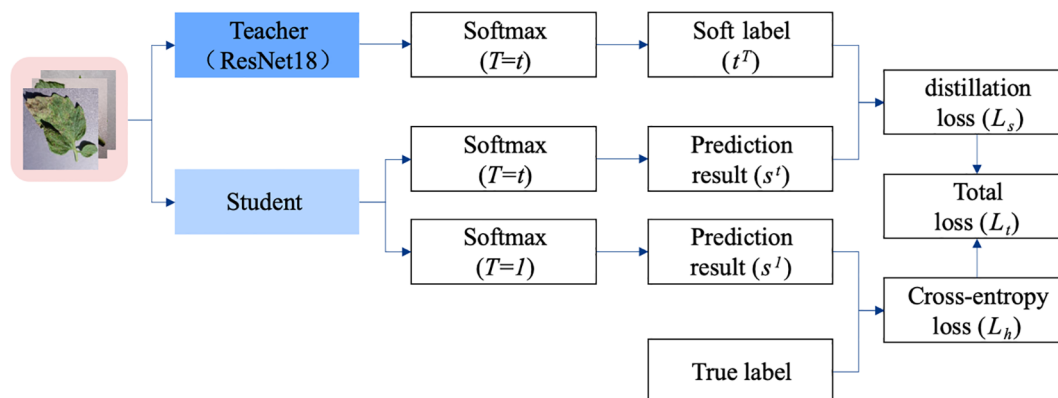 Teacher
（ResNet18）
Softmax
(T=t)
Soft label
(t^T)
distillation
loss (L_s)
Student
Softmax
(T=t)
Prediction
result (s^t)
Total
loss (L_t)
Softmax
(T=1)
Prediction
result (s^1)
Cross-entropy
loss (L_h)
True label